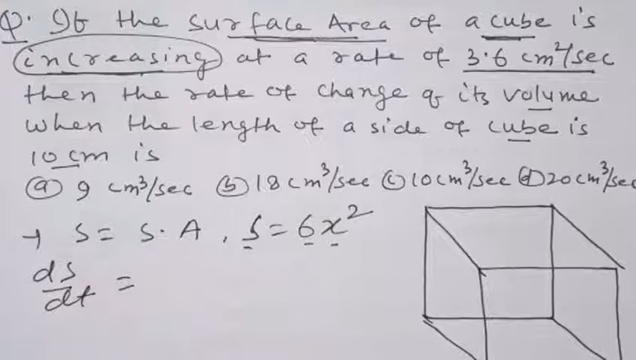 Q. If the surface Area of a cube is
increasing at a rate of 3.6 cm²/sec
then the rate of change of its volume
when the length of a side of cube is
10 cm is
(a) 9 cm³/sec (b) 18 cm³/sec (c) 10 cm³/sec (d) 20 cm³/sec
→ S = S.A , S = 6x²
dS/dt =